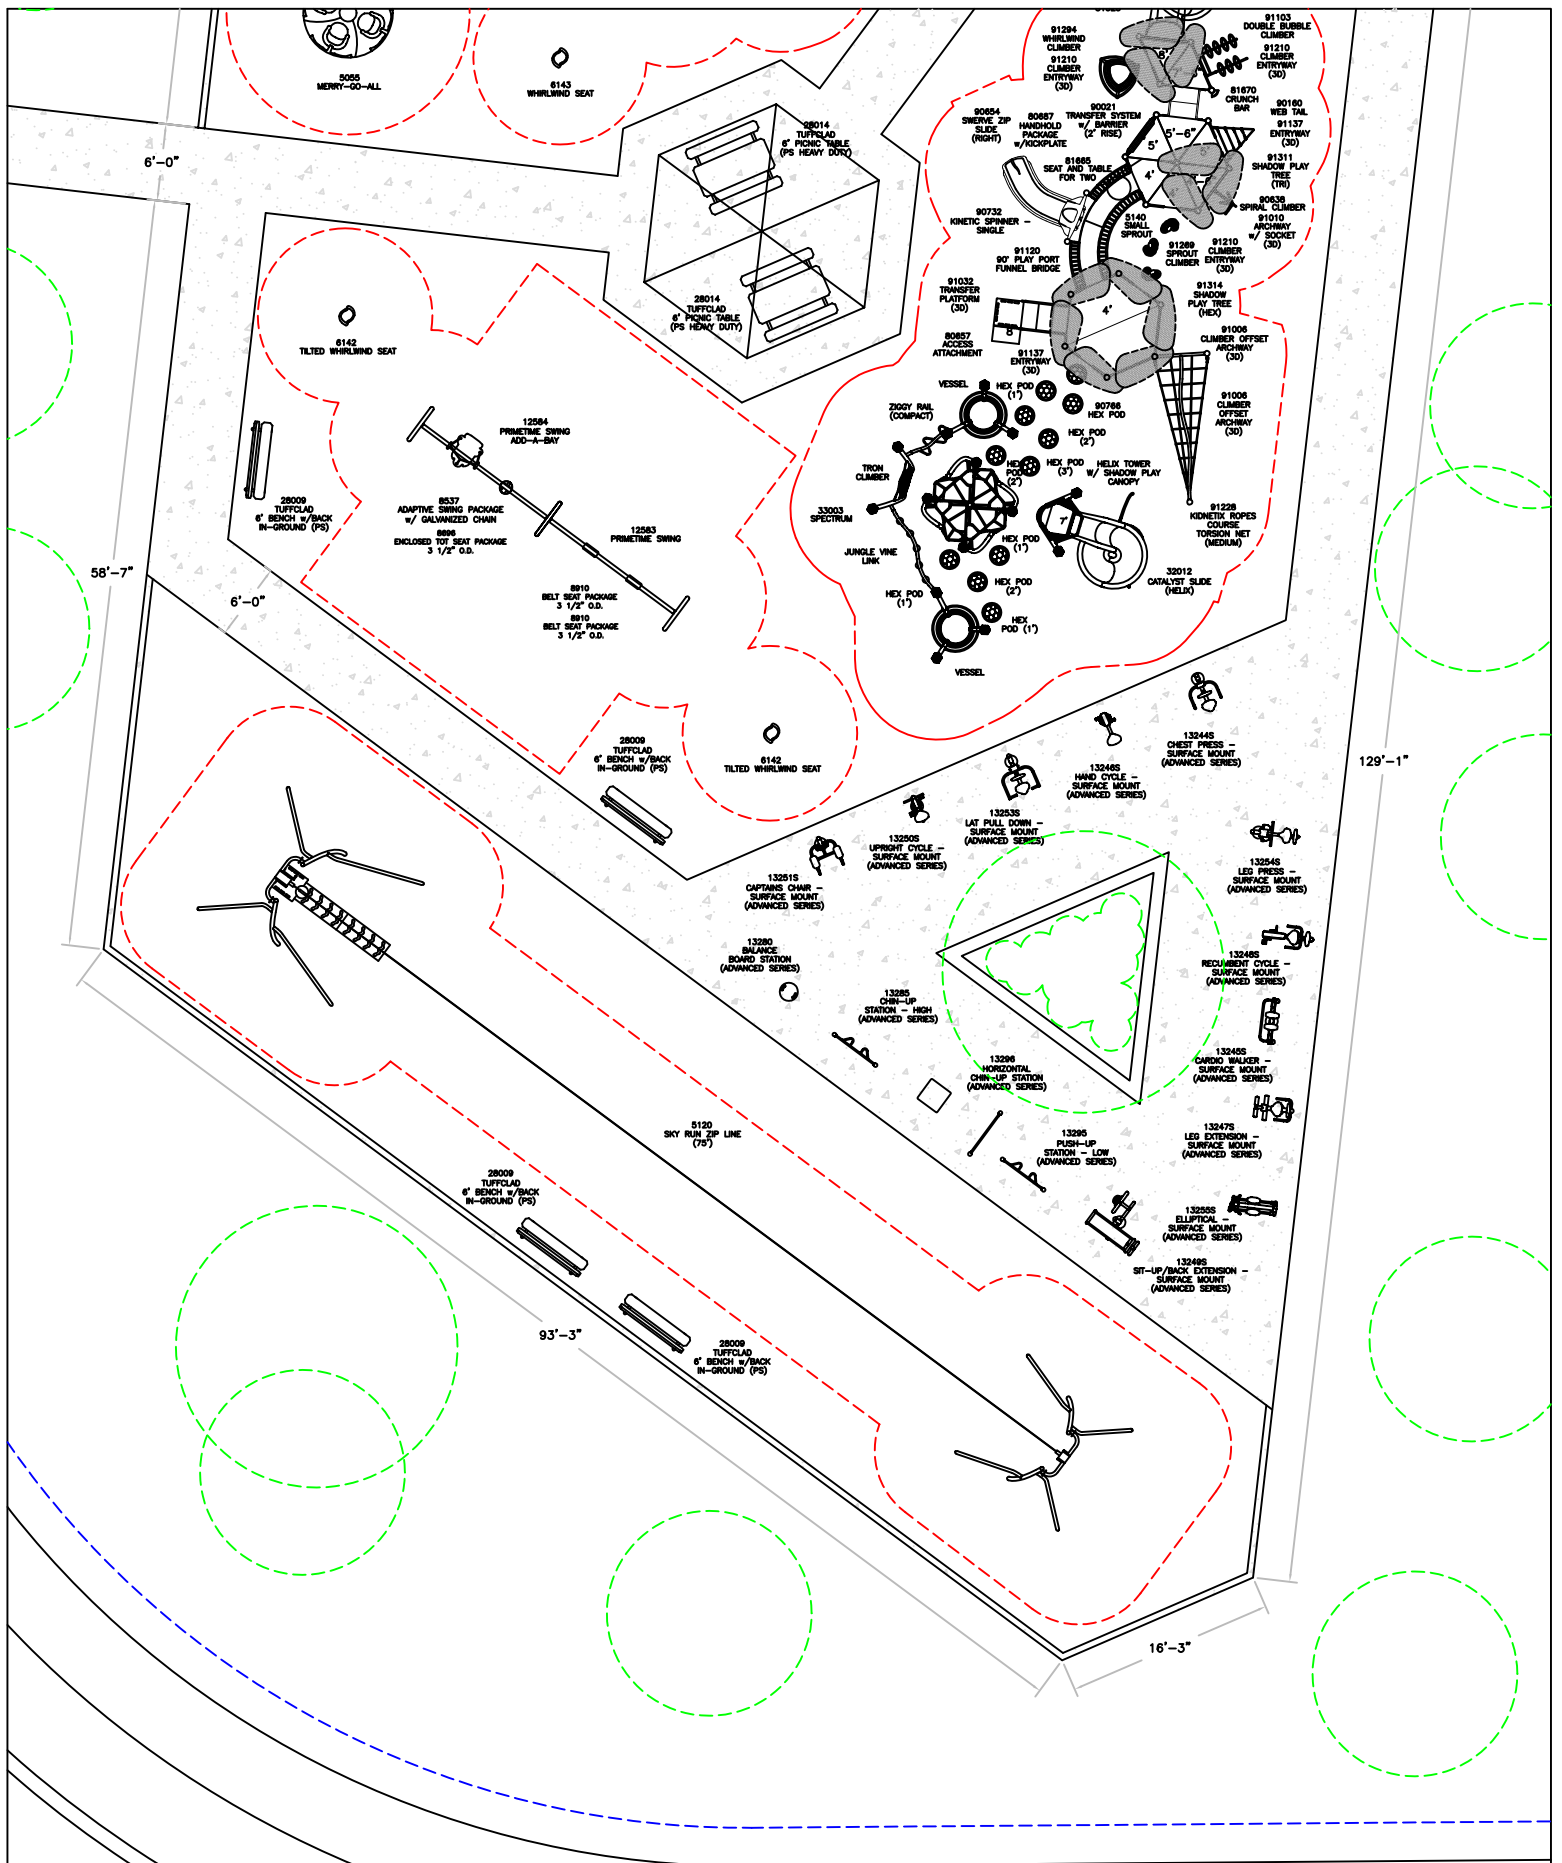 5055
MERRY-GO-ALL
6143
WHIRLWIND SEAT
91294
WHIRLWIND
CLIMBER
91210
CLIMBER
ENTRYWAY
(3D)
91103
DOUBLE BUBBLE
CLIMBER
91210
CLIMBER
ENTRYWAY
(3D)
81670
CRUNCH
BAR
90160
WEB TAIL
91137
ENTRYWAY
(3D)
91311
SHADOW PLAY
TREE
(TRI)
90638
SPIRAL CLIMBER
91010
ARCHWAY
w/ SOCKET
(3D)
90654
SWERVE ZIP
SLIDE
(RIGHT)
80687
HANDHOLD
PACKAGE
w/KICKPLATE
90021
TRANSFER SYSTEM
w/ BARRIER
(2' RISE)
81665
SEAT AND TABLE
FOR TWO
5'
5'-6"
4'
6'-0"
28014
TUFFCLAD
6' PICNIC TABLE
(PS HEAVY DUTY)
90732
KINETIC SPINNER -
SINGLE
5140
SMALL
SPROUT
91269
SPROUT
CLIMBER
91210
CLIMBER
ENTRYWAY
(3D)
91120
90' PLAY PORT
FUNNEL BRIDGE
91032
TRANSFER
PLATFORM
(3D)
91314
SHADOW
PLAY TREE
(HEX)
4'
8"
28014
TUFFCLAD
6' PICNIC TABLE
(PS HEAVY DUTY)
6142
TILTED WHIRLWIND SEAT
80657
ACCESS
ATTACHMENT
91137
ENTRYWAY
(3D)
91006
CLIMBER OFFSET
ARCHWAY
(3D)
91006
CLIMBER
OFFSET
ARCHWAY
(3D)
VESSEL
HEX POD
(1')
90766
HEX POD
ZIGGY RAIL
(COMPACT)
HEX POD
(2')
HEX
POD
(2')
HEX POD
(3')
HELIX TOWER
W/ SHADOW PLAY
CANOPY
TRON
CLIMBER
33003
SPECTRUM
7'
91228
KIDNETIX ROPES
COURSE
TORSION NET
(MEDIUM)
JUNGLE VINE
LINK
HEX POD
(1')
HEX POD
(2')
HEX POD
(1')
HEX
POD (1')
32012
CATALYST SLIDE
(HELIX)
VESSEL
12584
PRIMETIME SWING
ADD-A-BAY
28009
TUFFCLAD
6' BENCH w/BACK
IN-GROUND (PS)
8537
ADAPTIVE SWING PACKAGE
w/ GALVANIZED CHAIN
8696
ENCLOSED TOT SEAT PACKAGE
3 1/2" O.D.
12583
PRIMETIME SWING
58'-7"
6'-0"
8910
BELT SEAT PACKAGE
3 1/2" O.D.
8910
BELT SEAT PACKAGE
3 1/2" O.D.
28009
TUFFCLAD
6' BENCH w/BACK
IN-GROUND (PS)
6142
TILTED WHIRLWIND SEAT
129'-1"
13244S
CHEST PRESS -
SURFACE MOUNT
(ADVANCED SERIES)
13246S
HAND CYCLE -
SURFACE MOUNT
(ADVANCED SERIES)
13253S
LAT PULL DOWN -
SURFACE MOUNT
(ADVANCED SERIES)
13250S
UPRIGHT CYCLE -
SURFACE MOUNT
(ADVANCED SERIES)
13251S
CAPTAINS CHAIR -
SURFACE MOUNT
(ADVANCED SERIES)
13254S
LEG PRESS -
SURFACE MOUNT
(ADVANCED SERIES)
13280
BALANCE
BOARD STATION
(ADVANCED SERIES)
13248S
RECUMBENT CYCLE -
SURFACE MOUNT
(ADVANCED SERIES)
13285
CHIN-UP
STATION - HIGH
(ADVANCED SERIES)
13296
HORIZONTAL
CHIN-UP STATION
(ADVANCED SERIES)
13245S
CARDIO WALKER -
SURFACE MOUNT
(ADVANCED SERIES)
13295
PUSH-UP
STATION - LOW
(ADVANCED SERIES)
13247S
LEG EXTENSION -
SURFACE MOUNT
(ADVANCED SERIES)
13255S
ELLIPTICAL -
SURFACE MOUNT
(ADVANCED SERIES)
13249S
SIT-UP/BACK EXTENSION -
SURFACE MOUNT
(ADVANCED SERIES)
5120
SKY RUN ZIP LINE
(75')
28009
TUFFCLAD
6' BENCH w/BACK
IN-GROUND (PS)
28009
TUFFCLAD
6' BENCH w/BACK
IN-GROUND (PS)
93'-3"
16'-3"